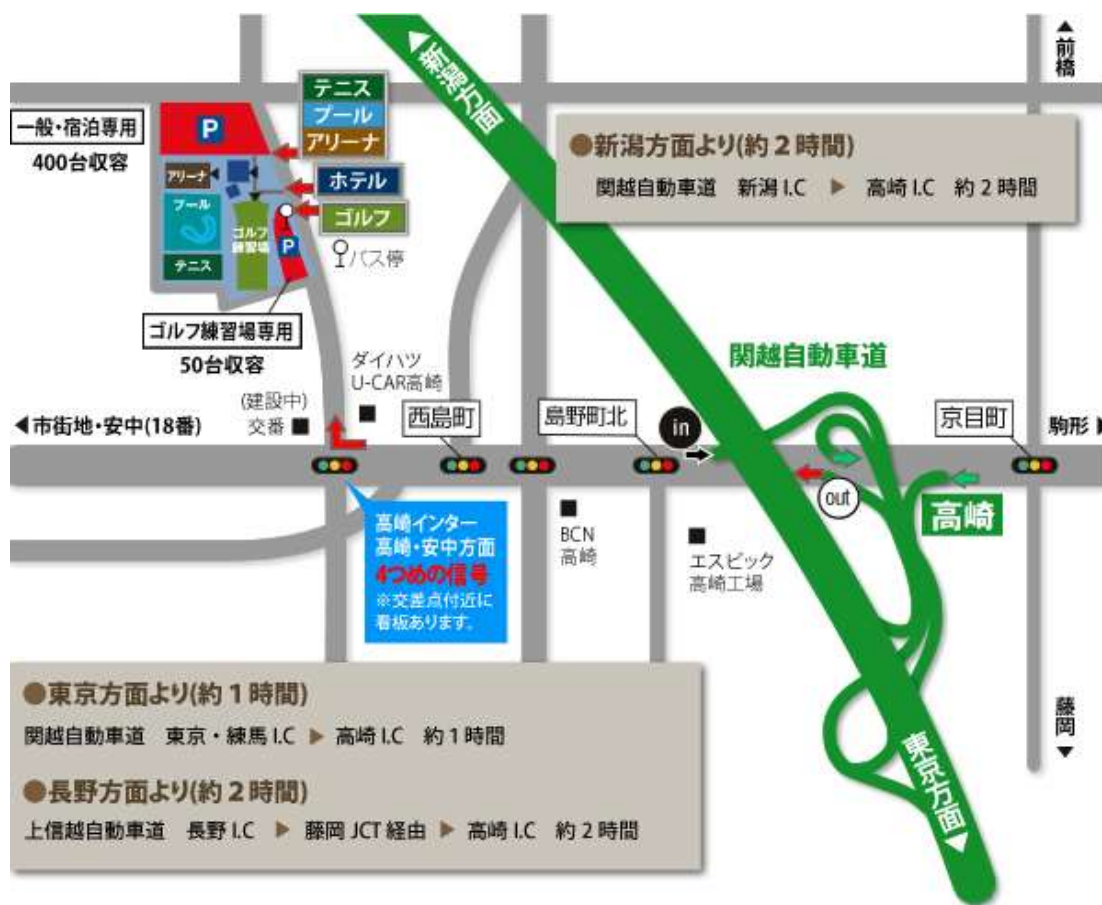 ▲前橋
▲新潟方面
テニス
プール
アリーナ
一般・宿泊専用
400台収容
P
アリーナ
ホテル
プール
ゴルフ
ゴルフ
練習場
P
テニス
バス停
●新潟方面より(約2時間)
関越自動車道 新潟I.C ▶ 高崎I.C 約2時間
ゴルフ練習場専用
50台収容
ダイハツ
U-CAR高崎
(建設中)
交番
関越自動車道
◀市街地・安中(18番)
西島町
島野町北
in
京目町
駒形▶
out
高崎
高崎インター
高崎・安中方面
4つめの信号
※交差点付近に
看板あります。
BCN
高崎
エスビック
高崎工場
●東京方面より(約1時間)
関越自動車道 東京・練馬I.C ▶ 高崎I.C 約1時間
●長野方面より(約2時間)
上信越自動車道 長野I.C ▶ 藤岡JCT経由 ▶ 高崎I.C 約2時間
藤岡▼
東京方面▼